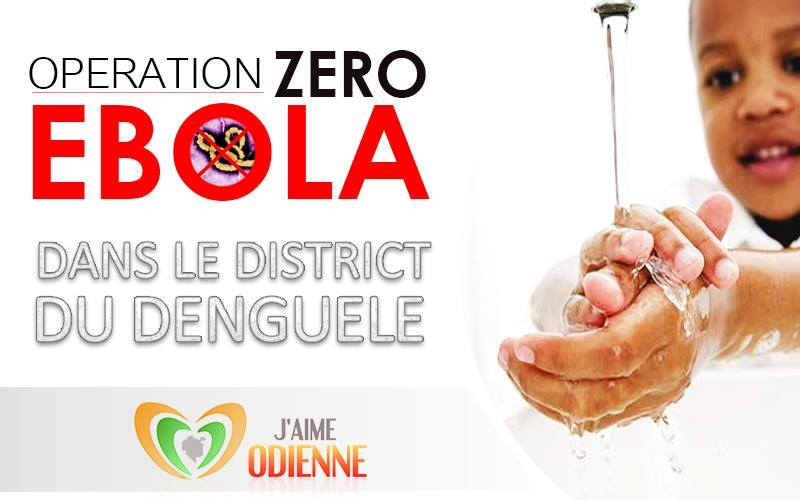 OPERATION ZERO
EBOLA
DANS LE DISTRICT
DU DENGUELE
J'AIME
ODIENNE